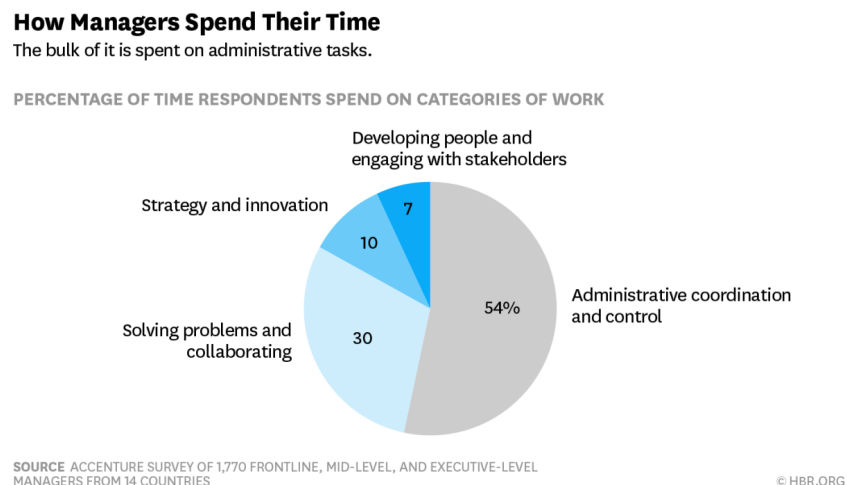 How Managers Spend Their Time
The bulk of it is spent on administrative tasks.
PERCENTAGE OF TIME RESPONDENTS SPEND ON CATEGORIES OF WORK
Developing people and
engaging with stakeholders
7
Strategy and innovation
10
54%
Administrative coordination
and control
Solving problems and
collaborating
30
SOURCE ACCENTURE SURVEY OF 1,770 FRONTLINE, MID-LEVEL, AND EXECUTIVE-LEVEL
MANAGERS FROM 14 COUNTRIES
© HBR.ORG